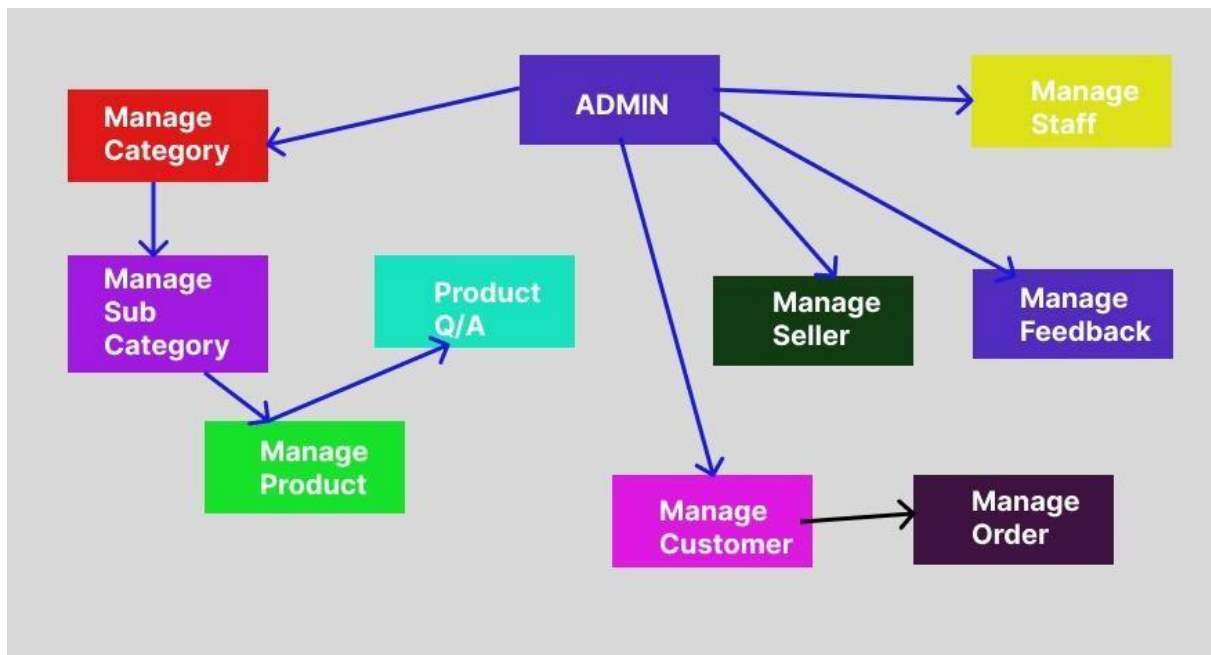 ADMIN
Manage
Staff
Manage
Category
Manage
Sub
Category
Product
Q/A
Manage
Seller
Manage
Feedback
Manage
Product
Manage
Customer
Manage
Order